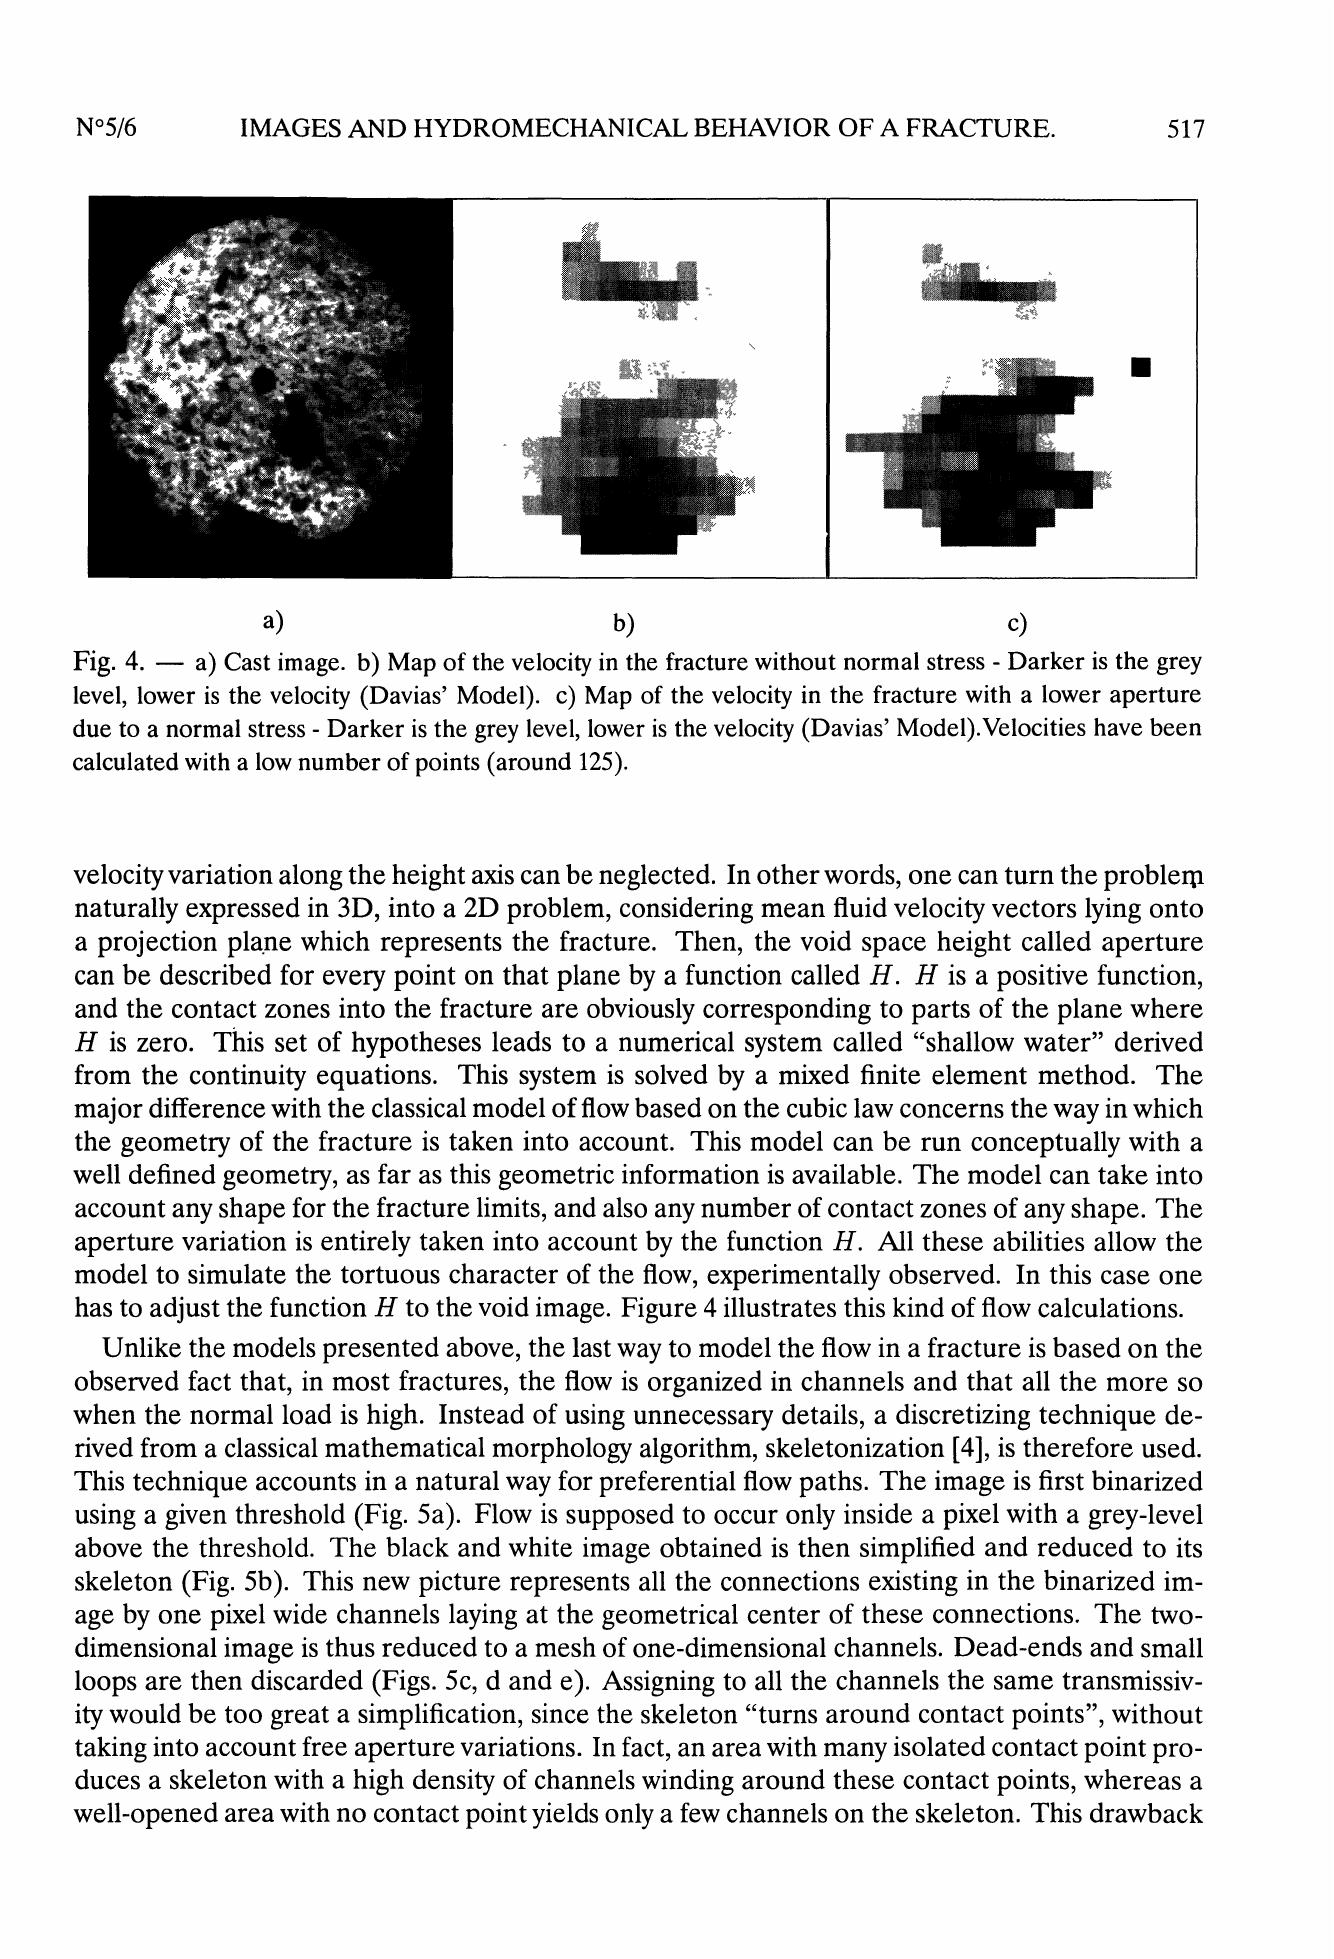 N°5/6 IMAGES AND HYDROMECHANICAL BEHAVIOR OF A FRACTURE. 517
a) b) c)
Fig. 4. — a) Cast image. b) Map of the velocity in the fracture without normal stress - Darker is the grey
level, lower is the velocity (Davias' Model). c) Map of the velocity in the fracture with a lower aperture
due to a normal stress - Darker is the grey level, lower is the velocity (Davias' Model).Velocities have been
calculated with a low number of points (around 125).
velocity variation along the height axis can be neglected. In other words, one can turn the problem
naturally expressed in 3D, into a 2D problem, considering mean fluid velocity vectors lying onto
a projection plane which represents the fracture. Then, the void space height called aperture
can be described for every point on that plane by a function called H. H is a positive function,
and the contact zones into the fracture are obviously corresponding to parts of the plane where
H is zero. This set of hypotheses leads to a numerical system called “shallow water” derived
from the continuity equations. This system is solved by a mixed finite element method. The
major difference with the classical model of flow based on the cubic law concerns the way in which
the geometry of the fracture is taken into account. This model can be run conceptually with a
well defined geometry, as far as this geometric information is available. The model can take into
account any shape for the fracture limits, and also any number of contact zones of any shape. The
aperture variation is entirely taken into account by the function H. All these abilities allow the
model to simulate the tortuous character of the flow, experimentally observed. In this case one
has to adjust the function H to the void image. Figure 4 illustrates this kind of flow calculations.
Unlike the models presented above, the last way to model the flow in a fracture is based on the
observed fact that, in most fractures, the flow is organized in channels and that all the more so
when the normal load is high. Instead of using unnecessary details, a discretizing technique de-
rived from a classical mathematical morphology algorithm, skeletonization [4], is therefore used.
This technique accounts in a natural way for preferential flow paths. The image is first binarized
using a given threshold (Fig. 5a). Flow is supposed to occur only inside a pixel with a grey-level
above the threshold. The black and white image obtained is then simplified and reduced to its
skeleton (Fig. 5b). This new picture represents all the connections existing in the binarized im-
age by one pixel wide channels laying at the geometrical center of these connections. The two-
dimensional image is thus reduced to a mesh of one-dimensional channels. Dead-ends and small
loops are then discarded (Figs. 5c, d and e). Assigning to all the channels the same transmissiv-
ity would be too great a simplification, since the skeleton “turns around contact points”, without
taking into account free aperture variations. In fact, an area with many isolated contact point pro-
duces a skeleton with a high density of channels winding around these contact points, whereas a
well-opened area with no contact point yields only a few channels on the skeleton. This drawback